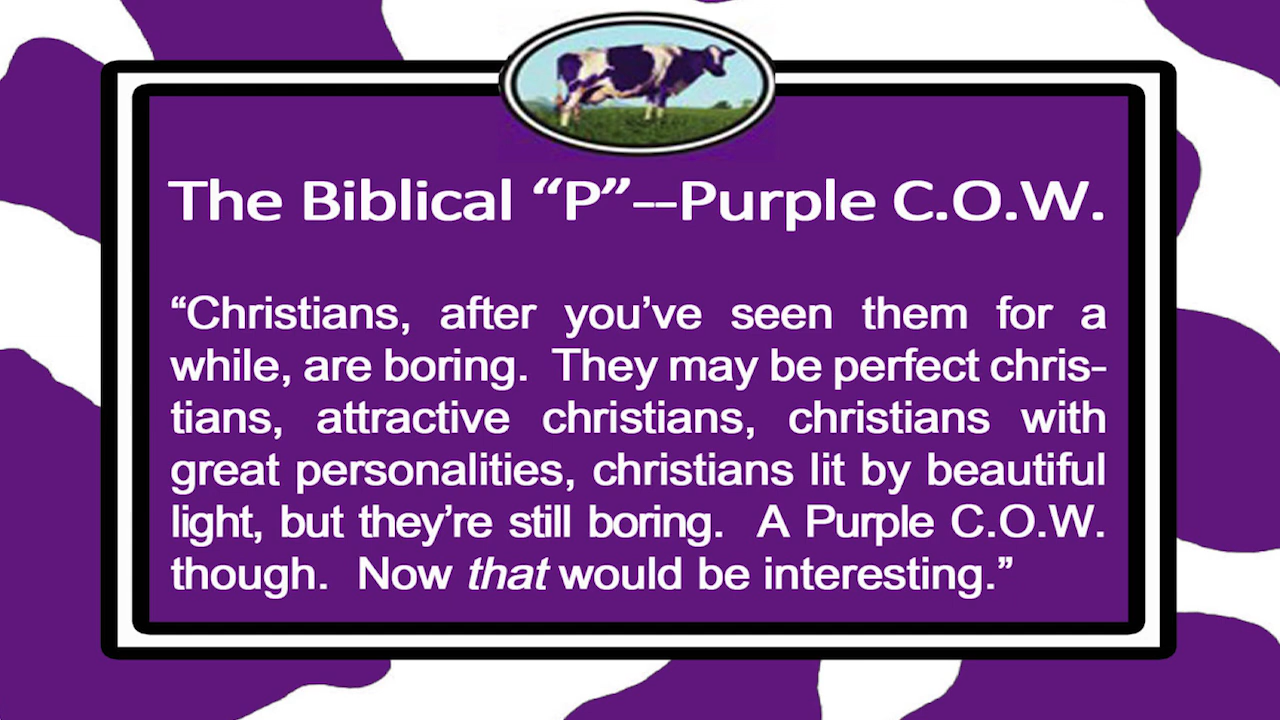 The Biblical “P”--Purple C.O.W.
“Christians, after you’ve seen them for a
while, are boring.  They may be perfect chris-
tians, attractive christians, christians with
great personalities, christians lit by beautiful
light, but they’re still boring.  A Purple C.O.W.
though.  Now that would be interesting.”